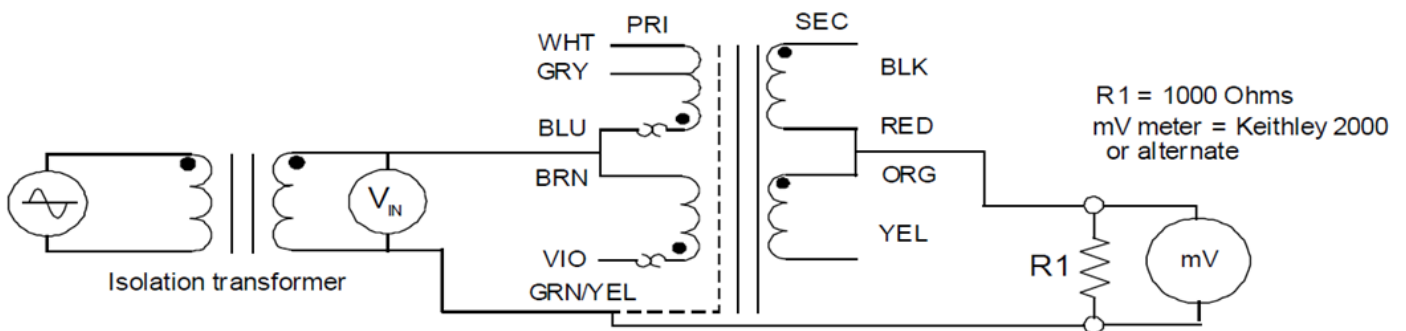 PRI
SEC
WHT
GRY
BLK
BLU
RED
R1 = 1000 Ohms
mV meter = Keithley 2000
or alternate
BRN
ORG
VIN
VIO
YEL
R1
mV
Isolation transformer
GRN/YEL